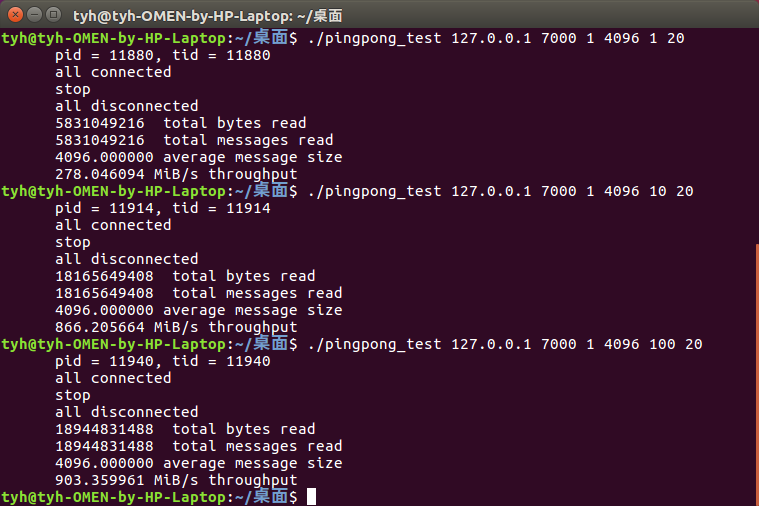 tyh@tyh-OMEN-by-HP-Laptop: ~/桌面
tyh@tyh-OMEN-by-HP-Laptop:~/桌面$ ./pingpong_test 127.0.0.1 7000 1 4096 1 20
pid = 11880, tid = 11880
all connected
stop
all disconnected
5831049216  total bytes read
5831049216  total messages read
4096.000000 average message size
278.046094 MiB/s throughput
tyh@tyh-OMEN-by-HP-Laptop:~/桌面$ ./pingpong_test 127.0.0.1 7000 1 4096 10 20
pid = 11914, tid = 11914
all connected
stop
all disconnected
18165649408  total bytes read
18165649408  total messages read
4096.000000 average message size
866.205664 MiB/s throughput
tyh@tyh-OMEN-by-HP-Laptop:~/桌面$ ./pingpong_test 127.0.0.1 7000 1 4096 100 20
pid = 11940, tid = 11940
all connected
stop
all disconnected
18944831488  total bytes read
18944831488  total messages read
4096.000000 average message size
903.359961 MiB/s throughput
tyh@tyh-OMEN-by-HP-Laptop:~/桌面$